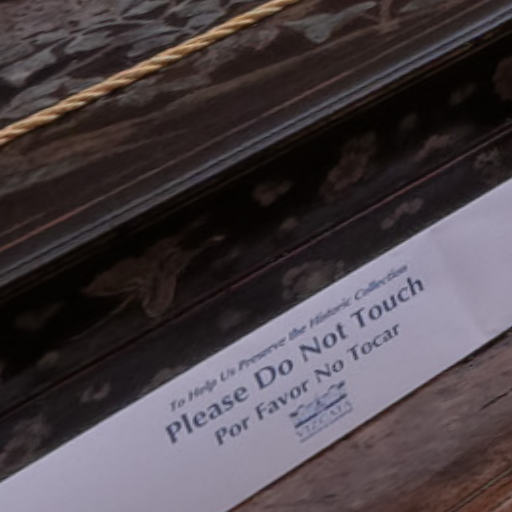 To Help Us Preserve the Historic Collection
Please Do Not Touch
Por Favor No Tocar
VIZCAYA